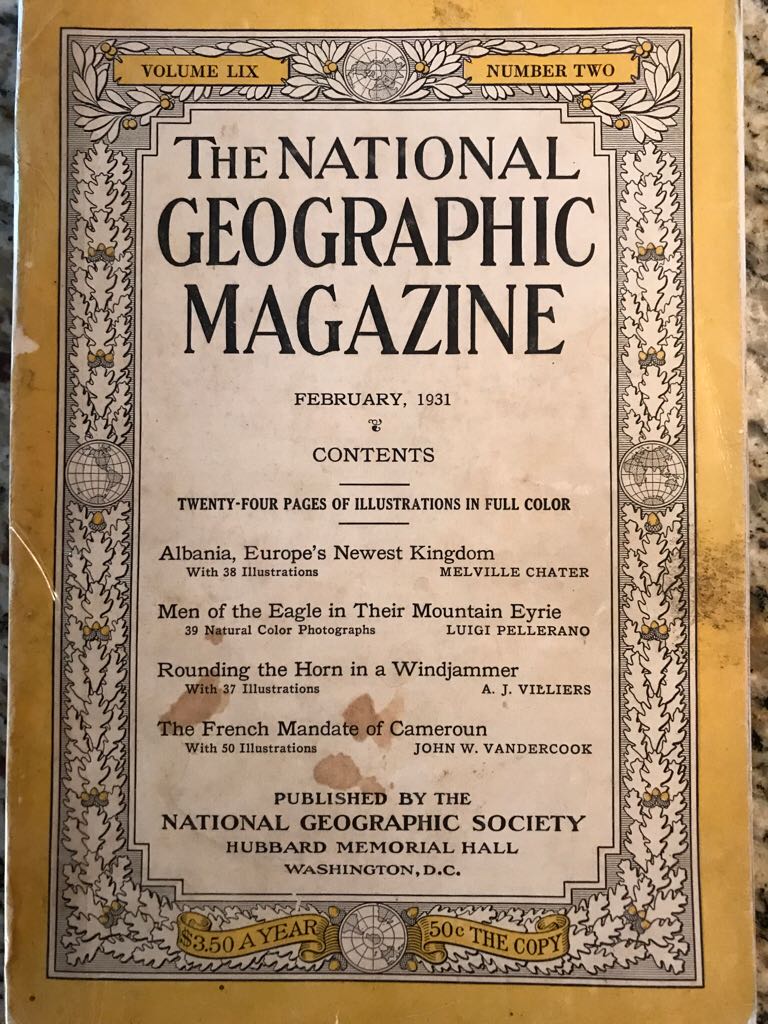 VOLUME LIX NUMBER TWO
THE NATIONAL
GEOGRAPHIC
MAGAZINE
FEBRUARY, 1931
CONTENTS
TWENTY-FOUR PAGES OF ILLUSTRATIONS IN FULL COLOR
Albania, Europe's Newest Kingdom
With 38 Illustrations MELVILLE CHATER
Men of the Eagle in Their Mountain Eyrie
39 Natural Color Photographs LUIGI PELLERANO
Rounding the Horn in a Windjammer
With 37 Illustrations A. J. VILLIERS
The French Mandate of Cameroun
With 50 Illustrations JOHN W. VANDERCOOK
PUBLISHED BY THE
NATIONAL GEOGRAPHIC SOCIETY
HUBBARD MEMORIAL HALL
WASHINGTON, D.C.
$3.50 A YEAR 50c THE COPY